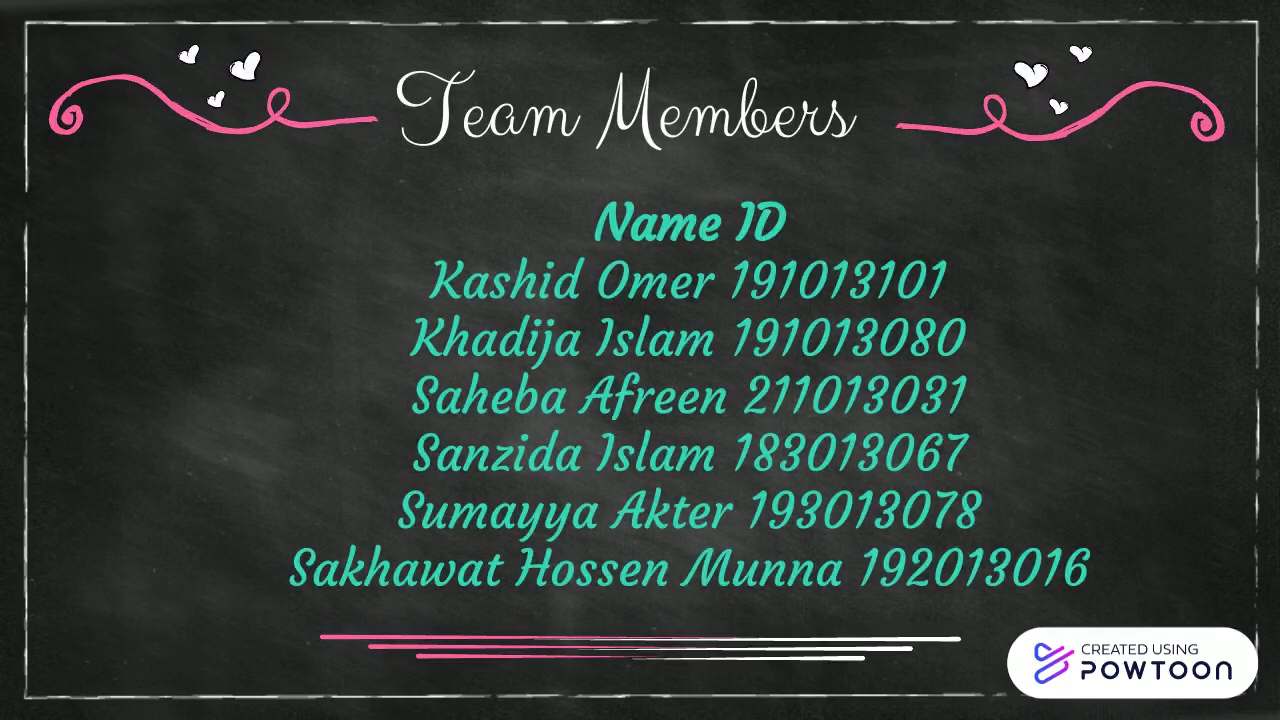 Team Members
Name ID
Kashid Omer 191013101
Khadija Islam 191013080
Saheba Afreen 211013031
Sanzida Islam 183013067
Sumayya Akter 193013078
Sakhawat Hossen Munna 192013016
CREATED USING
POWTOON